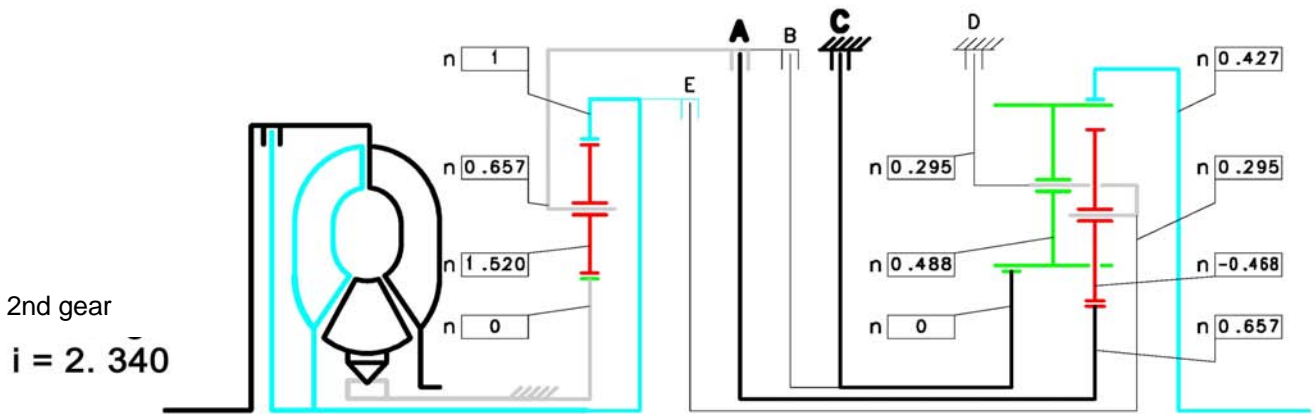 A
B
C
D
E
n 1
n 0.657
n 1.520
n 0
n 0.295
n 0.488
n 0
n 0.427
n 0.295
n -0.468
n 0.657
2nd gear
i = 2. 340